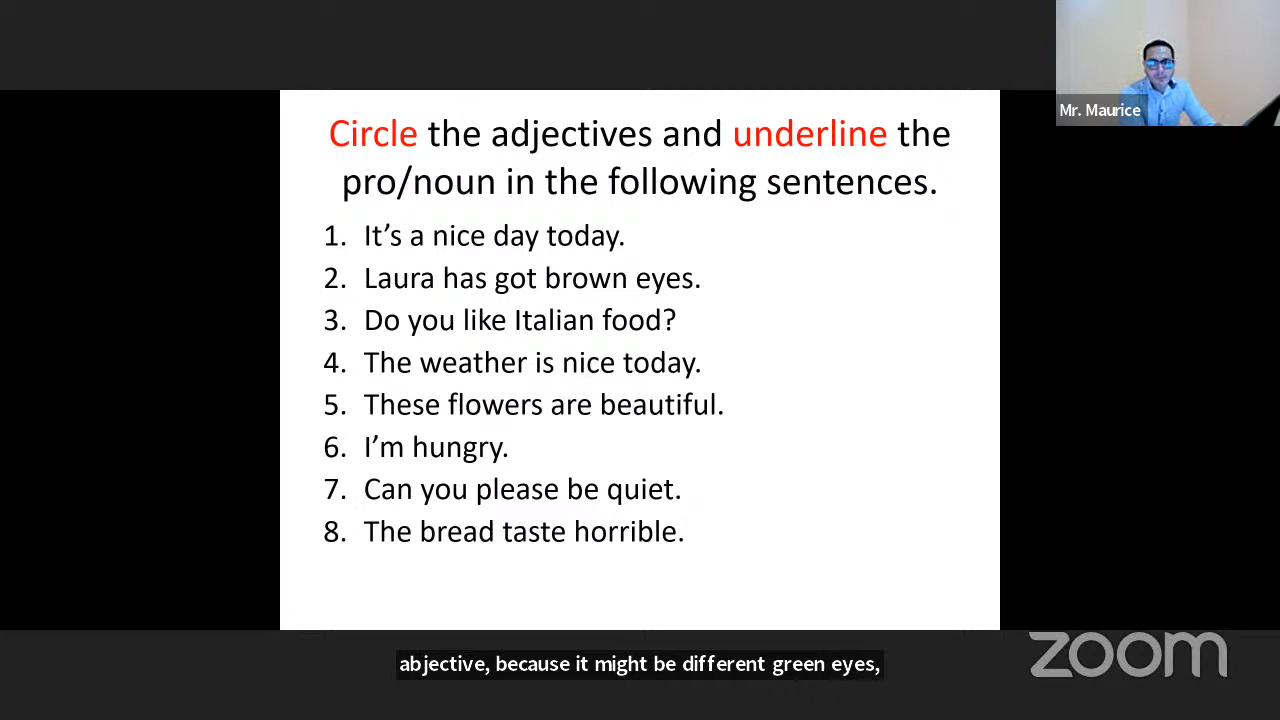 Mr. Maurice
Circle the adjectives and underline the
pro/noun in the following sentences.
1. It's a nice day today.
2. Laura has got brown eyes.
3. Do you like Italian food?
4. The weather is nice today.
5. These flowers are beautiful.
6. I'm hungry.
7. Can you please be quiet.
8. The bread taste horrible.
abjective, because it might be different green eyes,
zoom